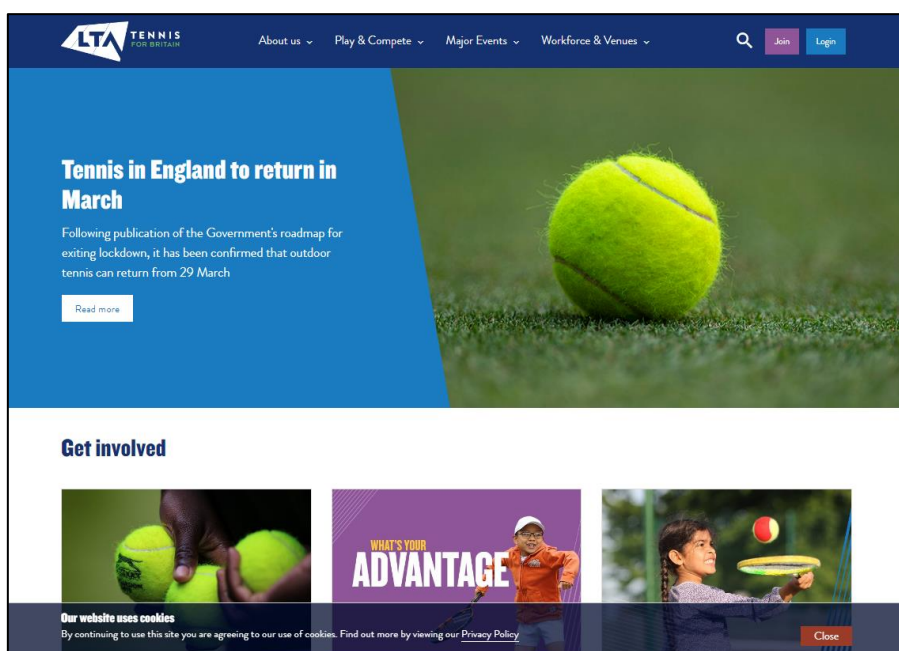 LTA TENNIS
FOR BRITAIN
About us
Play & Compete
Major Events
Workforce & Venues
Join
Login
Tennis in England to return in
March
Following publication of the Government's roadmap for
exiting lockdown, it has been confirmed that outdoor
tennis can return from 29 March
Read more
Get involved
WHAT'S YOUR
ADVANTAGE
Our website uses cookies
By continuing to use this site you are agreeing to our use of cookies. Find out more by viewing our Privacy Policy
Close